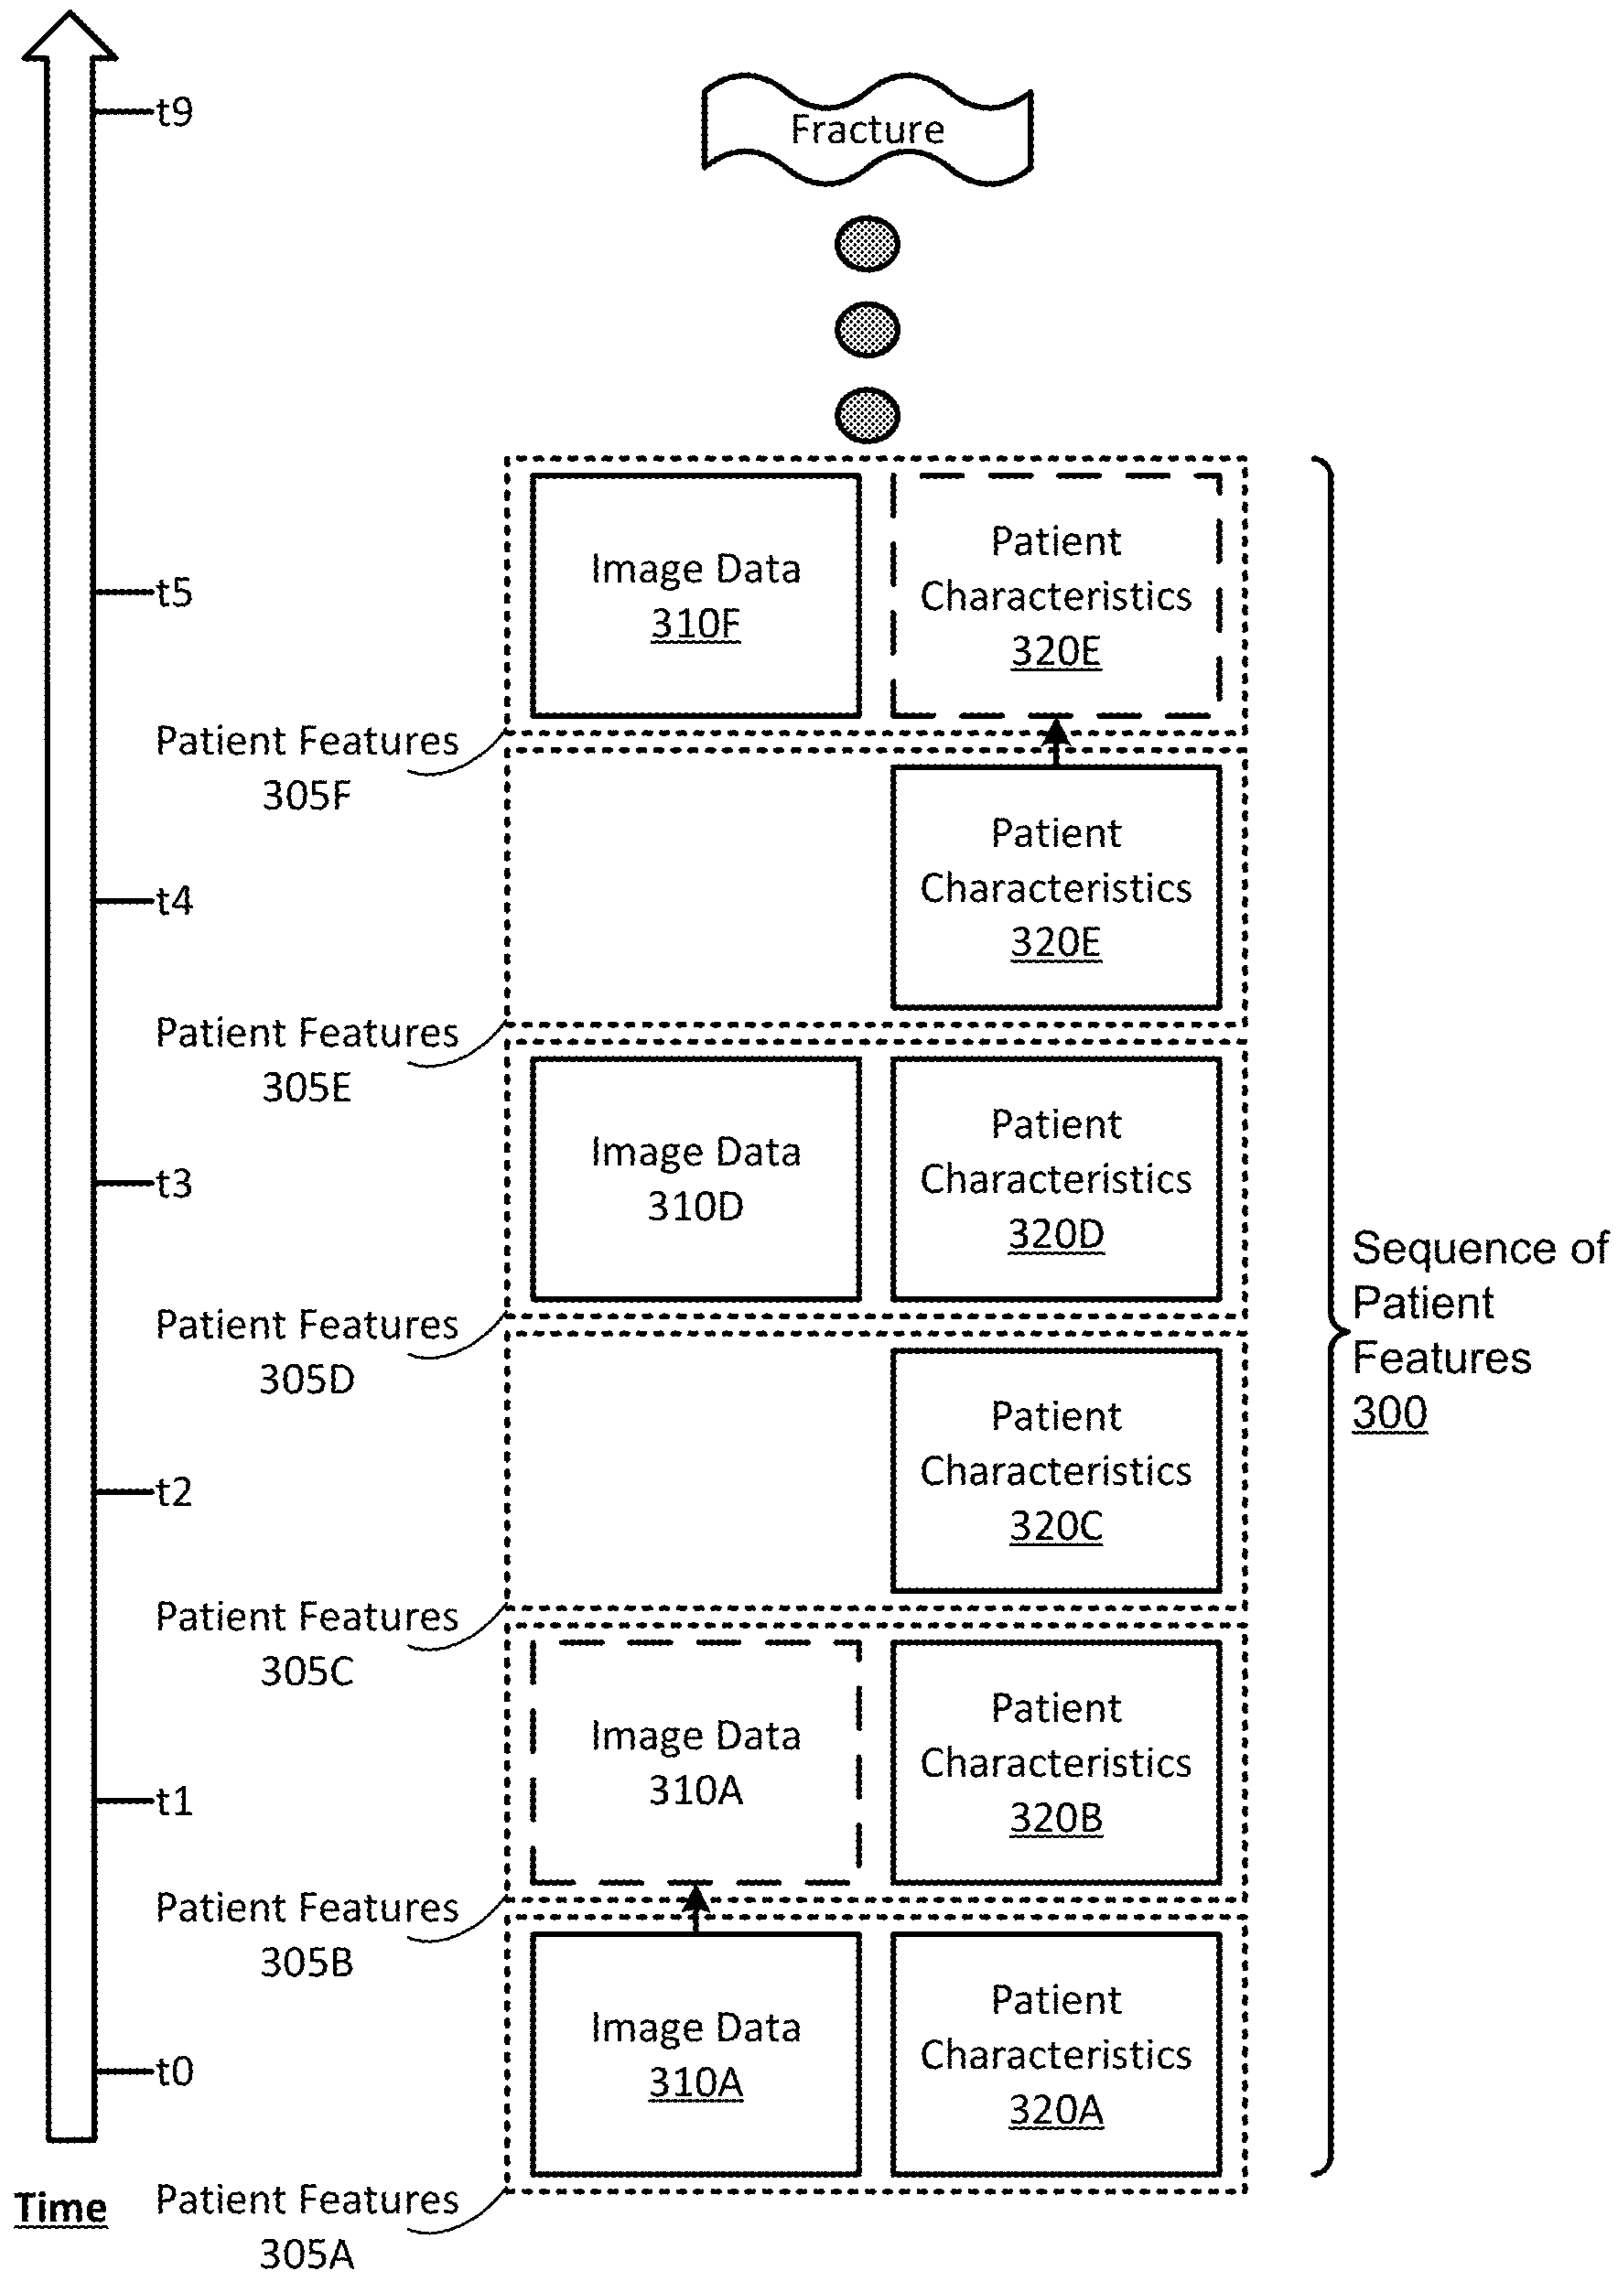 t9
Fracture
t5
Image Data
310F
Patient
Characteristics
320E
Patient Features
305F
t4
Patient
Characteristics
320E
Patient Features
305E
t3
Image Data
310D
Patient
Characteristics
320D
Sequence of
Patient
Features
300
Patient Features
305D
t2
Patient
Characteristics
320C
Patient Features
305C
t1
Image Data
310A
Patient
Characteristics
320B
Patient Features
305B
t0
Image Data
310A
Patient
Characteristics
320A
Time
Patient Features
305A